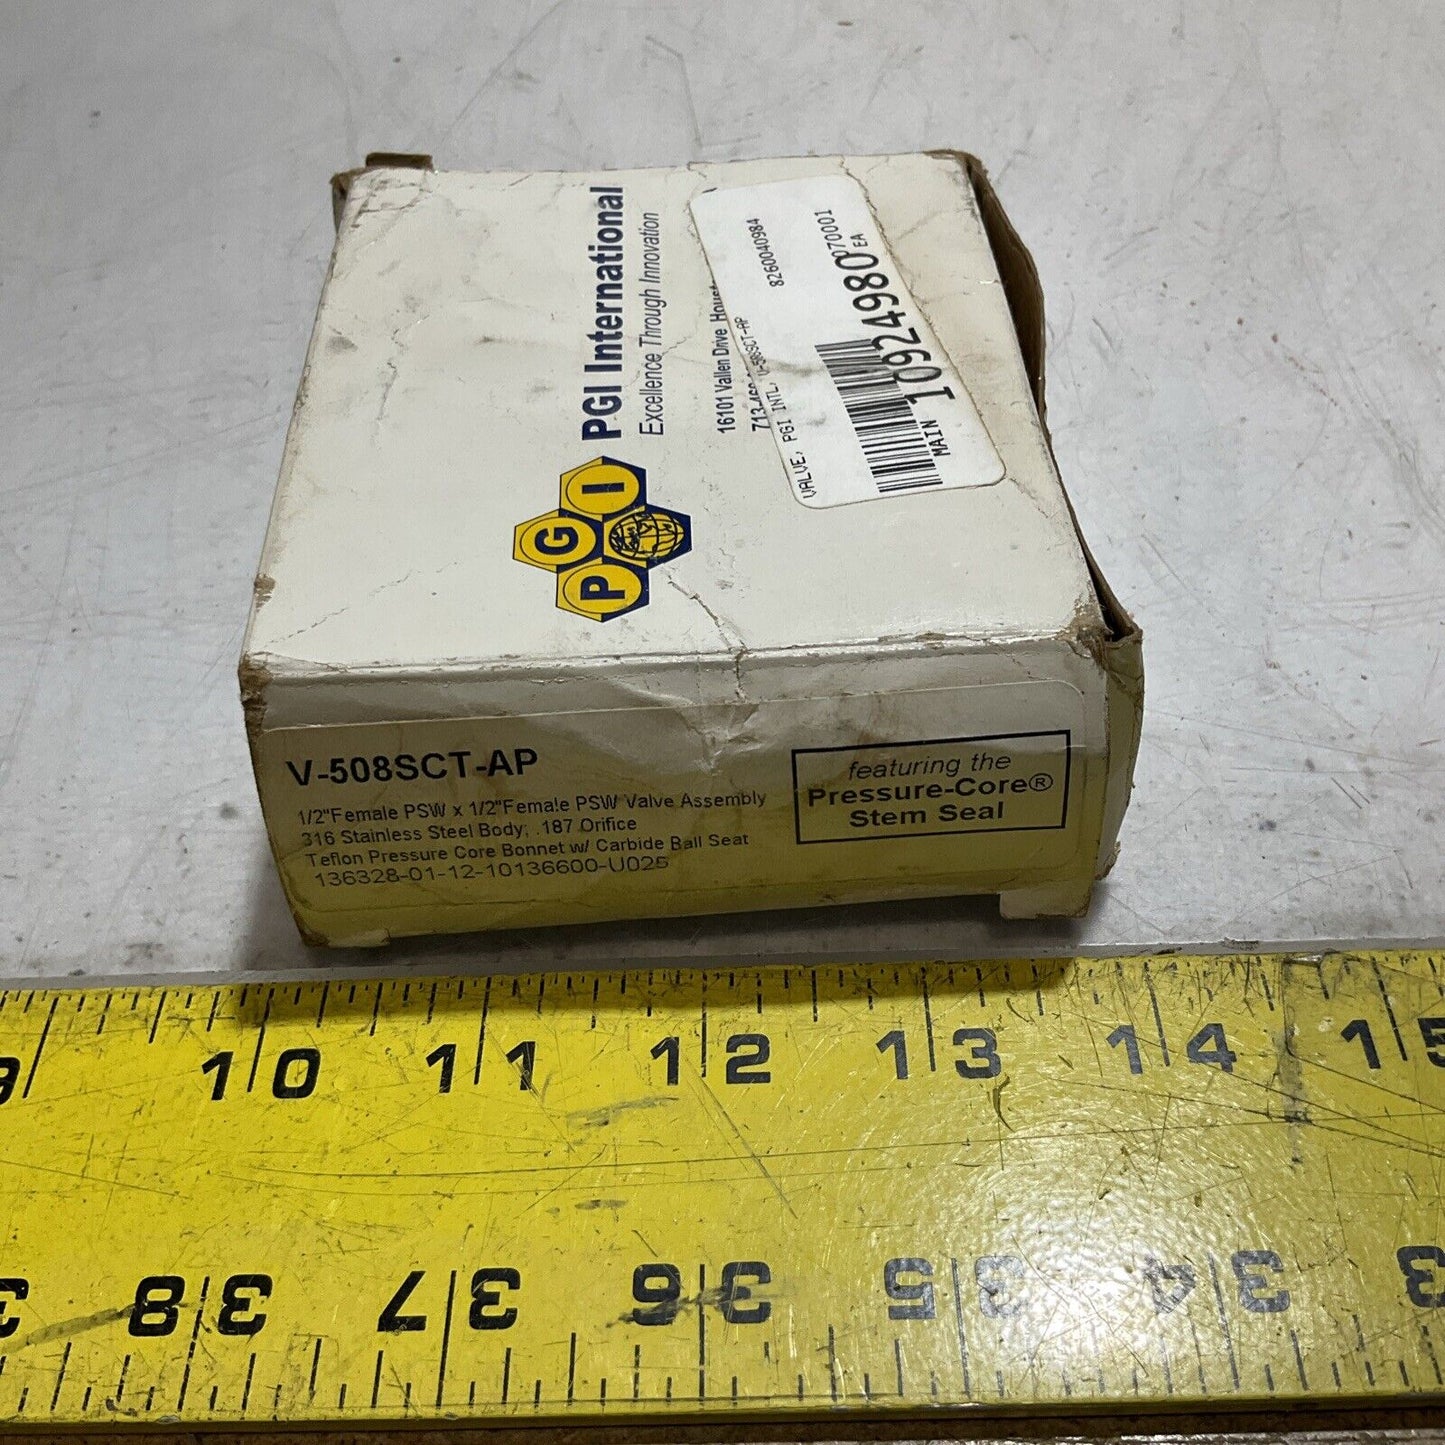 PGI International
Excellence Through Innovation
16101 Vallen Drive
P G I
VALVE, PGI INTL, V-508SCT-AP
8260040984
070001
EA
MAIN 10924980
V-508SCT-AP
1/2"Female PSW x 1/2"Female PSW Valve Assembly
316 Stainless Steel Body, .187 Orifice
Teflon Pressure Core Bonnet w/ Carbide Ball Seat
136328-01-12-10136600-U025
featuring the
Pressure-Core®
Stem Seal
9 10 11 12 13 14 15
38 37 36 35 34